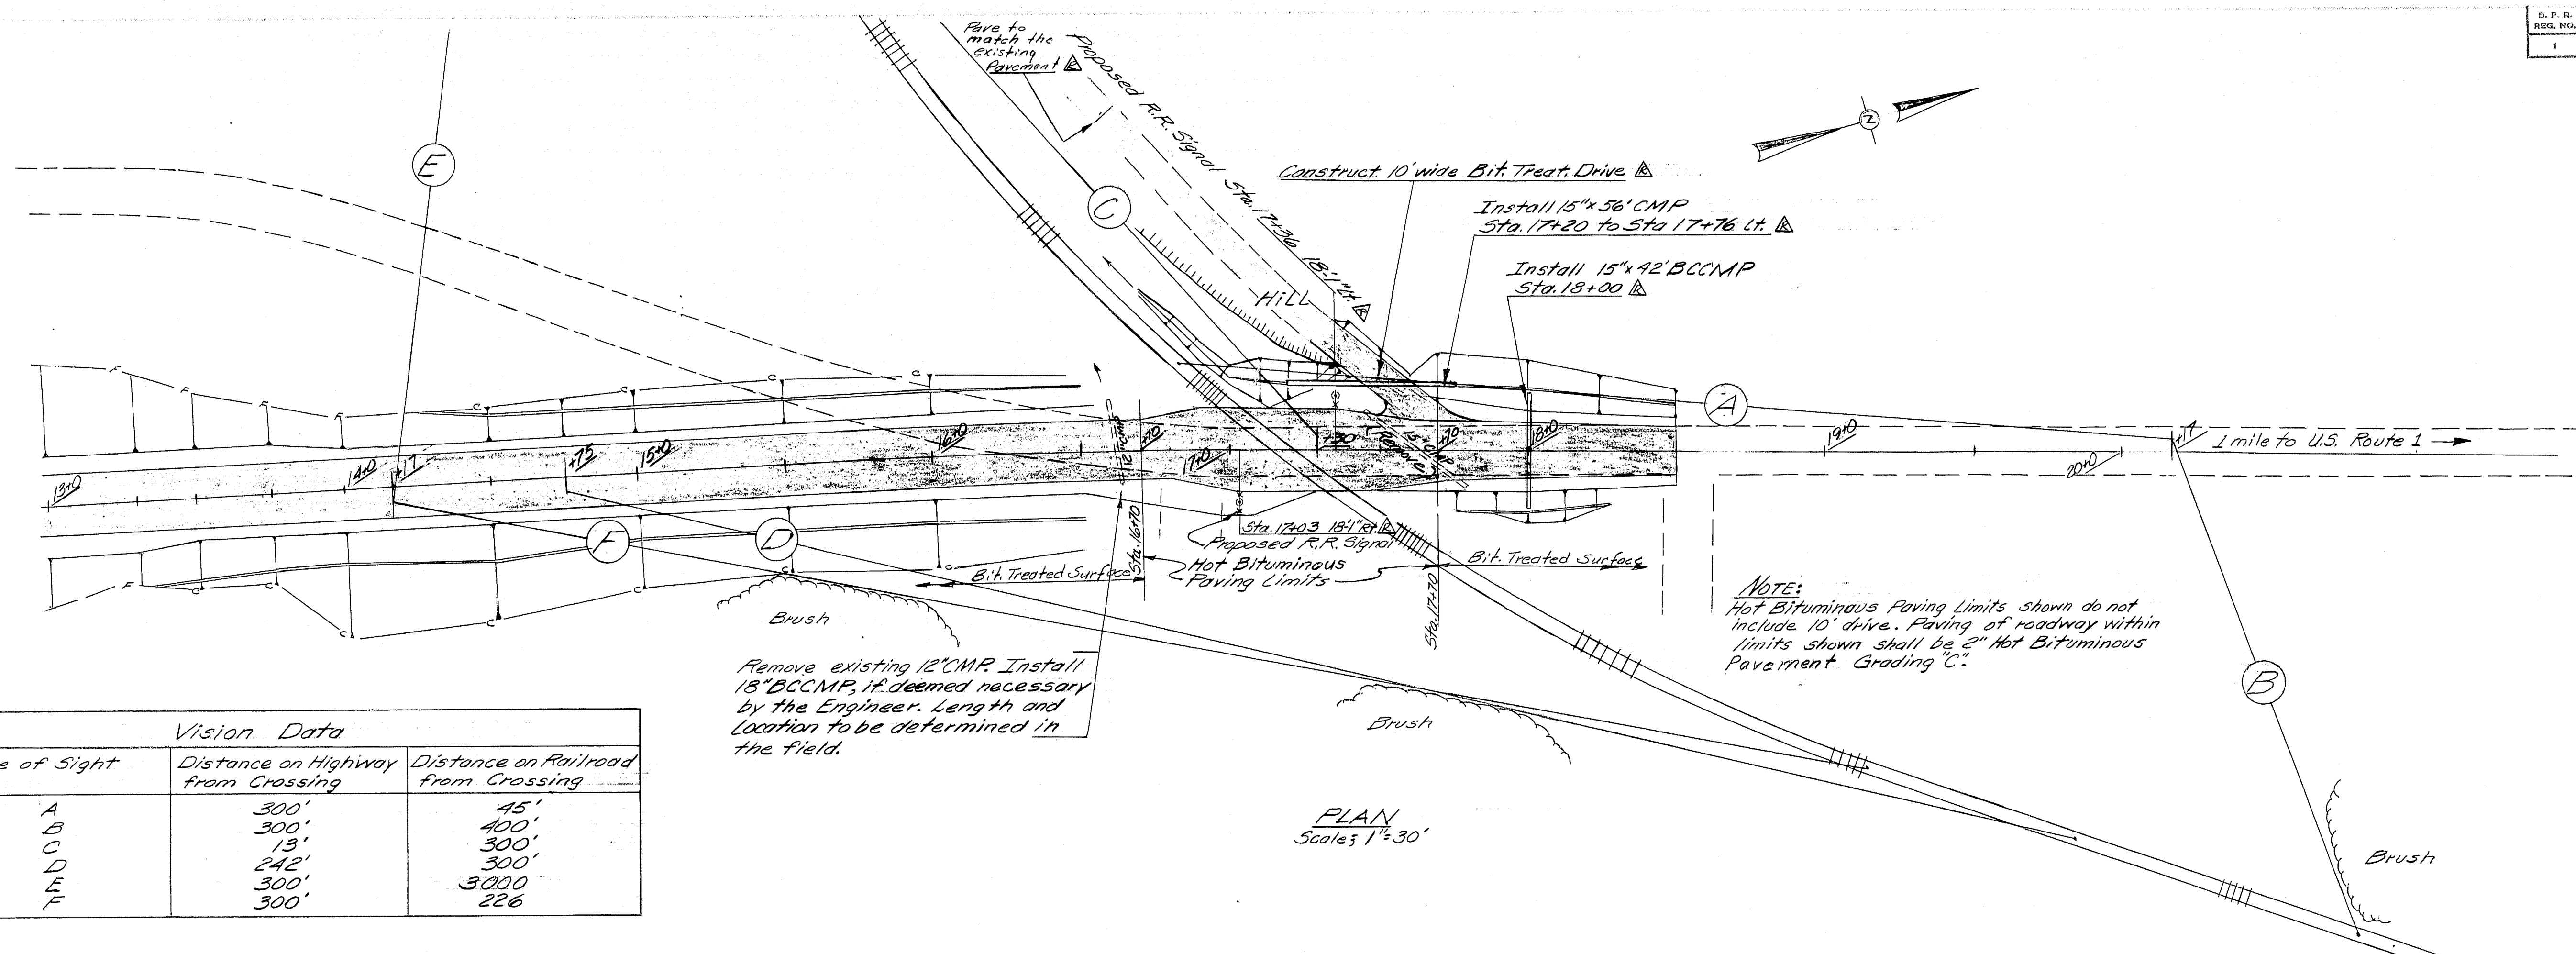 D. P. R.
REG. NO.
1
Pave to
match the
existing
Pavement R
Proposed R.R. Signal Sta. 17+36 18'-1" Lt. R
Z
E
C
Construct 10' wide Bit. Treat. Drive R
Install 15"x 56' CMP
Sta. 17+20 to Sta 17+76 Lt. R
Install 15"x 42' BCCMP
Sta. 18+00 R
HILL
A
13+0
14+0
+17
+75
15+0
16+0
12" CMP
+70
17+0
+30
15" CMP
Remove
+70
18+0
19+0
20+0
+17
1 mile to U.S. Route 1
F
D
Sta. 17+03 18'-1" Rt. R
Proposed R.R. Signal
Hot Bituminous
Paving Limits
Bit. Treated Surface
Sta. 16+70
Bit. Treated Surface
Sta. 17+70
Brush
Remove existing 12" CMP. Install
18" BCCMP, if deemed necessary
by the Engineer. Length and
Location to be determined in
the field.
Brush
NOTE:
Hot Bituminous Paving Limits shown do not
include 10' drive. Paving of roadway within
limits shown shall be 2" Hot Bituminous
Pavement Grading "C".
B
Brush
PLAN
Scale; 1"=30'
Vision Data
e of Sight Distance on Highway from Crossing Distance on Railroad from Crossing
A 300' 45'
B 300' 400'
C 13' 300'
D 242' 300'
E 300' 3000
F 300' 226